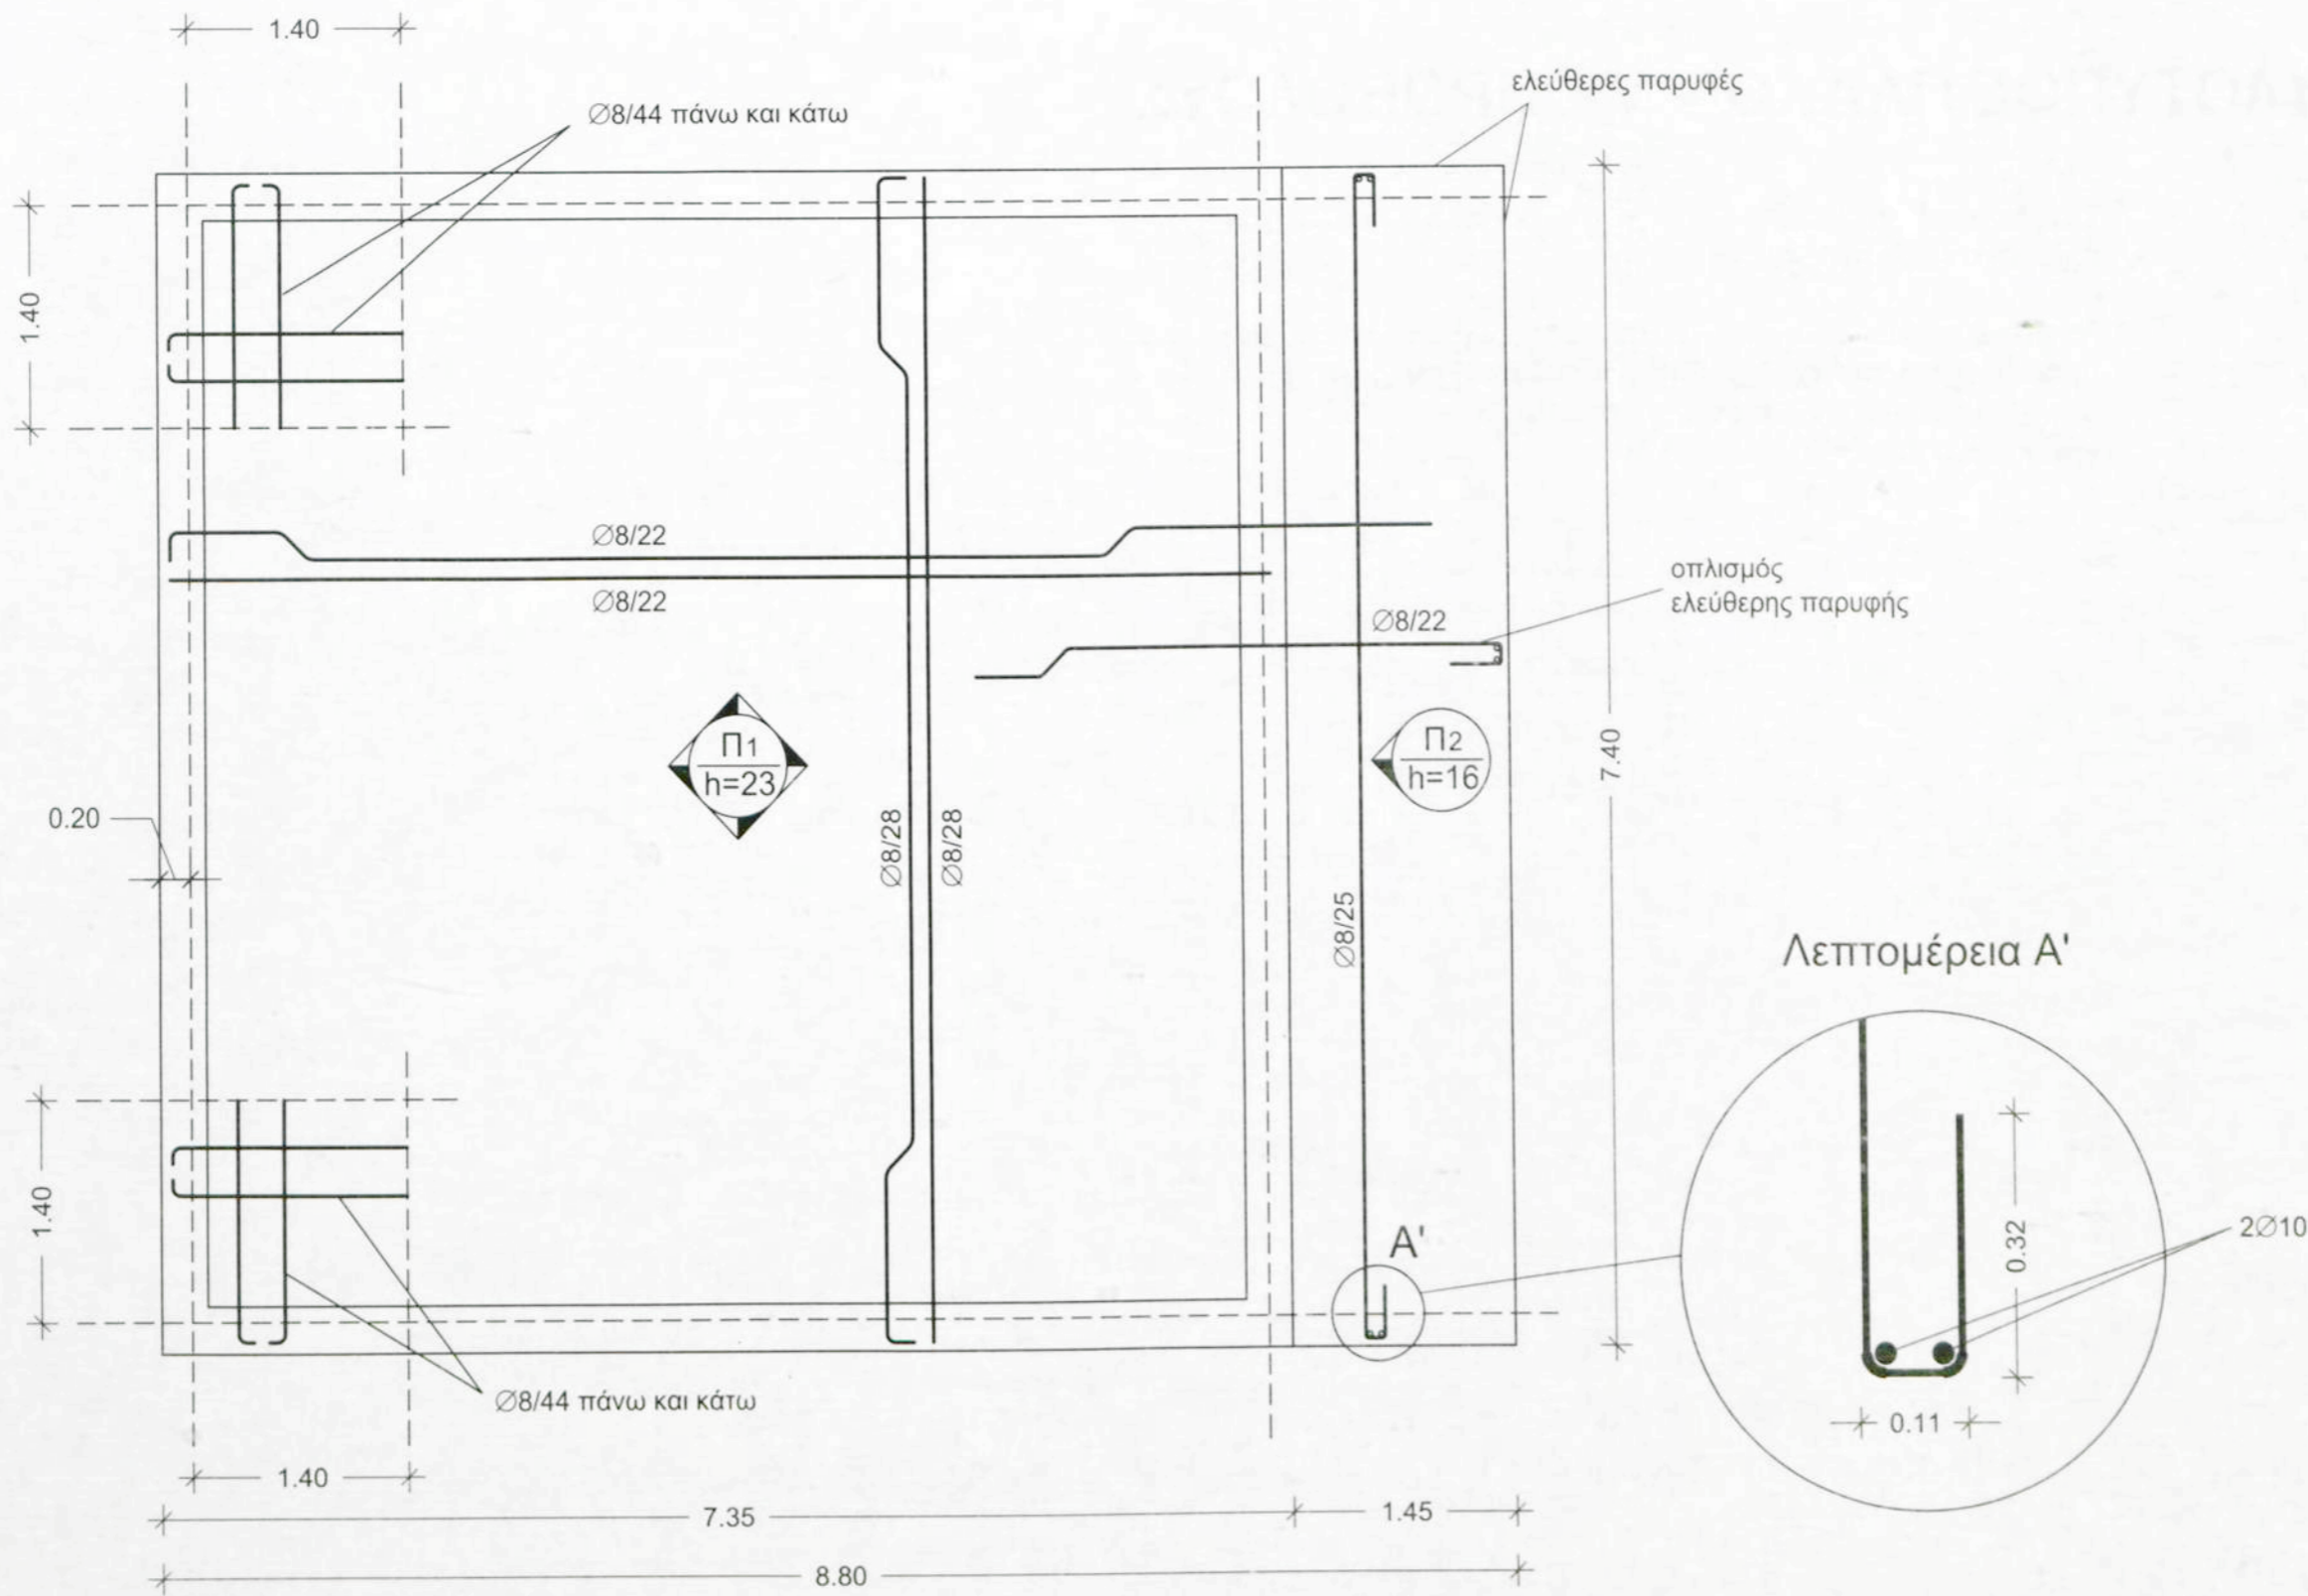 1.40
ελεύθερες παρυφές
Ø8/44 πάνω και κάτω
1.40
Ø8/22
Ø8/22
οπλισμός
ελεύθερης παρυφής
Ø8/22
Π1
h=23
Π2
h=16
7.40
0.20
Ø8/28
Ø8/28
Ø8/25
Λεπτομέρεια Α'
1.40
Α'
0.32
2Ø10
0.11
Ø8/44 πάνω και κάτω
1.40
7.35
1.45
8.80